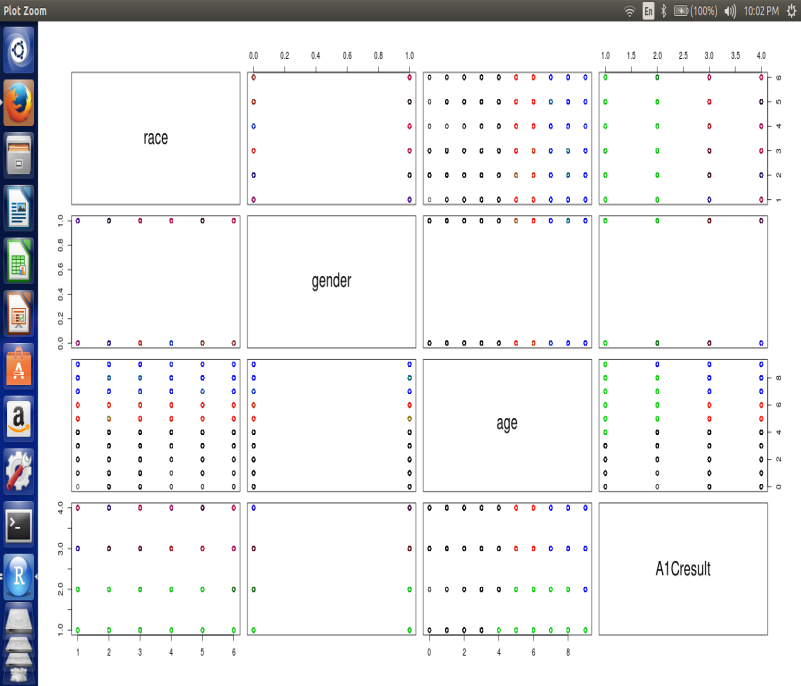 Plot Zoom
En (100%) 10:02 PM
0.0 0.2 0.4 0.6 0.8 1.0
1.0 1.5 2.0 2.5 3.0 3.5 4.0
race
1 2 3 4 5 6
0.0 0.2 0.4 0.6 0.8 1.0
gender
age
0 2 4 6 8
1.0 2.0 3.0 4.0
A1Cresult
1 2 3 4 5 6
0 2 4 6 8
a
>_
R